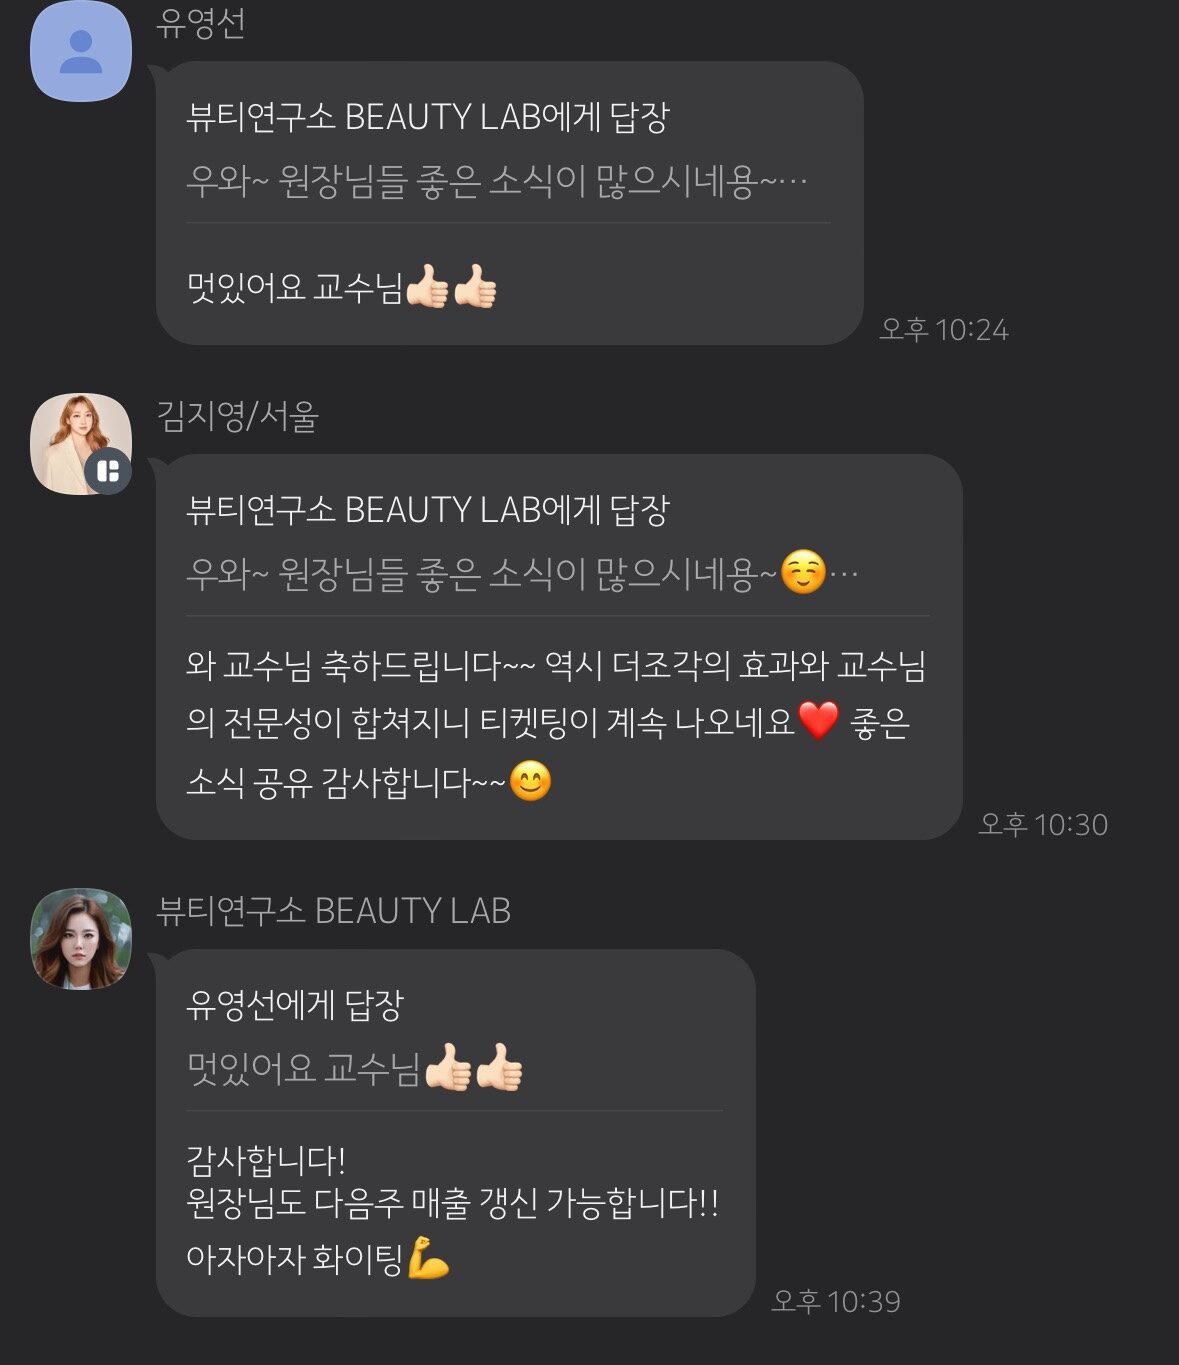 유영선
뷰티연구소 BEAUTY LAB에게 답장
우와~ 원장님들 좋은 소식이 많으시네용~…
멋있어요 교수님👍🏻👍🏻
오후 10:24
김지영/서울
뷰티연구소 BEAUTY LAB에게 답장
우와~ 원장님들 좋은 소식이 많으시네용~☺️…
와 교수님 축하드립니다~~ 역시 더조각의 효과와 교수님
의 전문성이 합쳐지니 티켓팅이 계속 나오네요❤️ 좋은
소식 공유 감사합니다~~😊
오후 10:30
뷰티연구소 BEAUTY LAB
유영선에게 답장
멋있어요 교수님👍🏻👍🏻
감사합니다!
원장님도 다음주 매출 갱신 가능합니다!!
아자아자 화이팅💪
오후 10:39